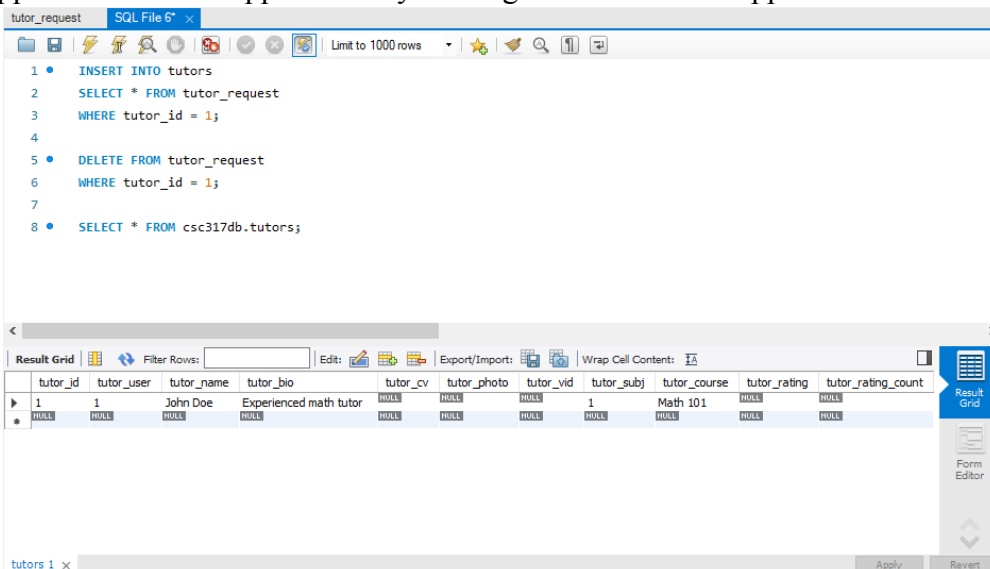 tutor_request SQL File 6* ×
Limit to 1000 rows
1 INSERT INTO tutors
2 SELECT * FROM tutor_request
3 WHERE tutor_id = 1;
4
5 DELETE FROM tutor_request
6 WHERE tutor_id = 1;
7
8 SELECT * FROM csc317db.tutors;
Result Grid Filter Rows: Edit: Export/Import: Wrap Cell Content:
tutor_id tutor_user tutor_name tutor_bio tutor_cv tutor_photo tutor_vid tutor_subj tutor_course tutor_rating tutor_rating_count
1 1 John Doe Experienced math tutor NULL NULL NULL 1 Math 101 NULL NULL
NULL NULL NULL NULL NULL NULL NULL NULL NULL NULL NULL
Result
Grid
Form
Editor
tutors 1 × Apply Revert